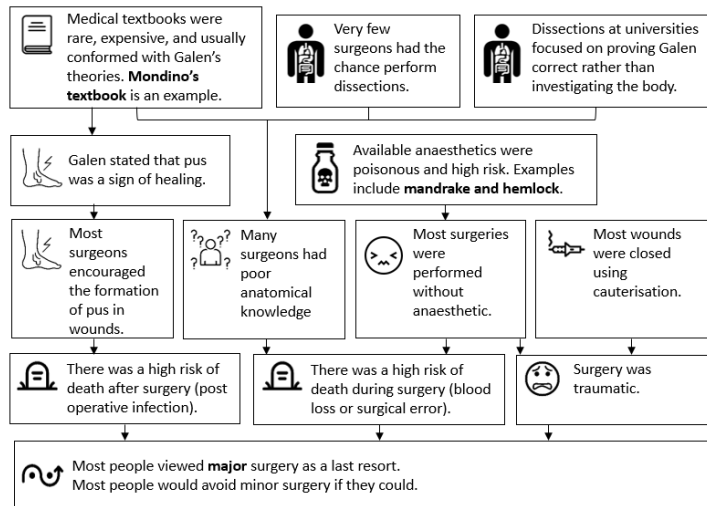 Medical textbooks were
rare, expensive, and usually
conformed with Galen's
theories. Mondino's
textbook is an example.
Very few
surgeons had the
chance perform
dissections.
Dissections at universities
focused on proving Galen
correct rather than
investigating the body.
Galen stated that pus
was a sign of healing.
Available anaesthetics were
poisonous and high risk. Examples
include mandrake and hemlock.
Most
surgeons
encouraged
the formation
of pus in
wounds.
????
?
?
Many
surgeons had
poor
anatomical
knowledge
Most surgeries
were
performed
without
anaesthetic.
Most wounds
were closed
using
cauterisation.
There was a high risk of
death after surgery (post
operative infection).
There was a high risk of
death during surgery (blood
loss or surgical error).
Surgery was
traumatic.
Most people viewed major surgery as a last resort.
Most people would avoid minor surgery if they could.